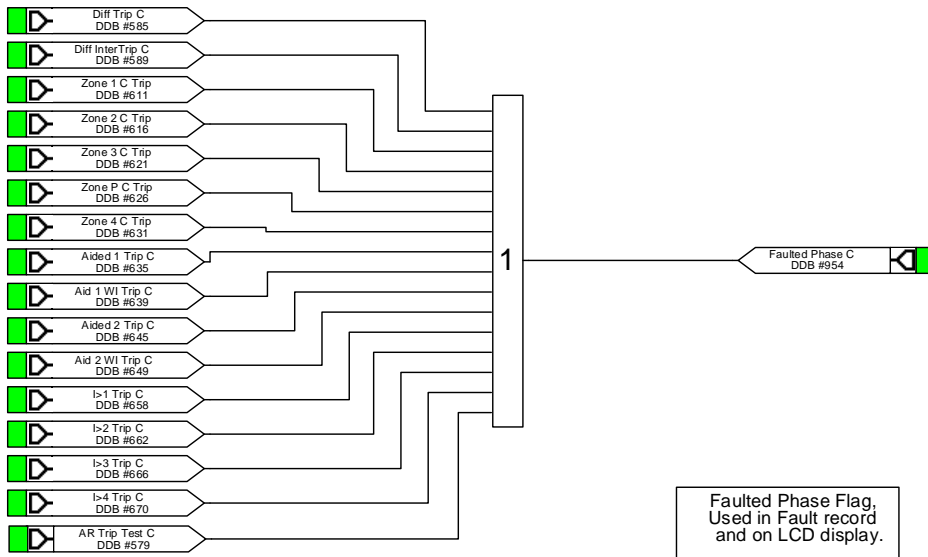 Diff Trip C
DDB #585
Diff InterTrip C
DDB #589
Zone 1 C Trip
DDB #611
Zone 2 C Trip
DDB #616
Zone 3 C Trip
DDB #621
Zone P C Trip
DDB #626
Zone 4 C Trip
DDB #631
Aided 1 Trip C
DDB #635
Aid 1 WI Trip C
DDB #639
Aided 2 Trip C
DDB #645
Aid 2 WI Trip C
DDB #649
I>1 Trip C
DDB #658
I>2 Trip C
DDB #662
I>3 Trip C
DDB #666
I>4 Trip C
DDB #670
AR Trip Test C
DDB #579
1
Faulted Phase C
DDB #954
Faulted Phase Flag,
Used in Fault record
and on LCD display.